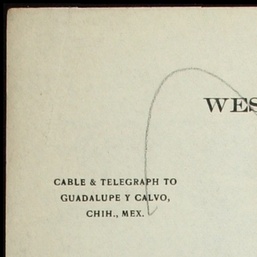 WES
CABLE & TELEGRAPH TO
GUADALUPE Y CALVO,
CHIH., MEX.